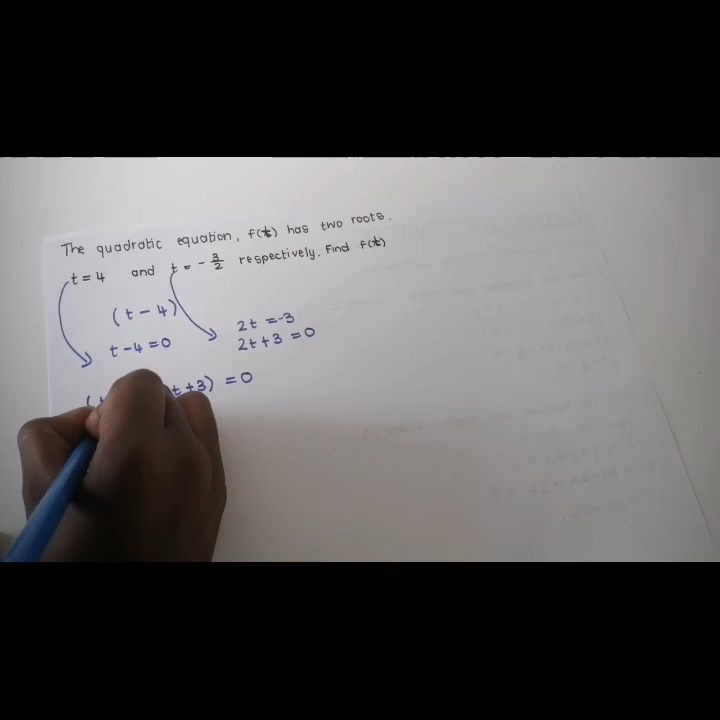 The quadratic equation, f(t) has two roots.
t = 4 and t = - 3/2 respectively. Find f(t)
(t - 4)
t - 4 = 0
2t = -3
2t + 3 = 0
t + 3) = 0